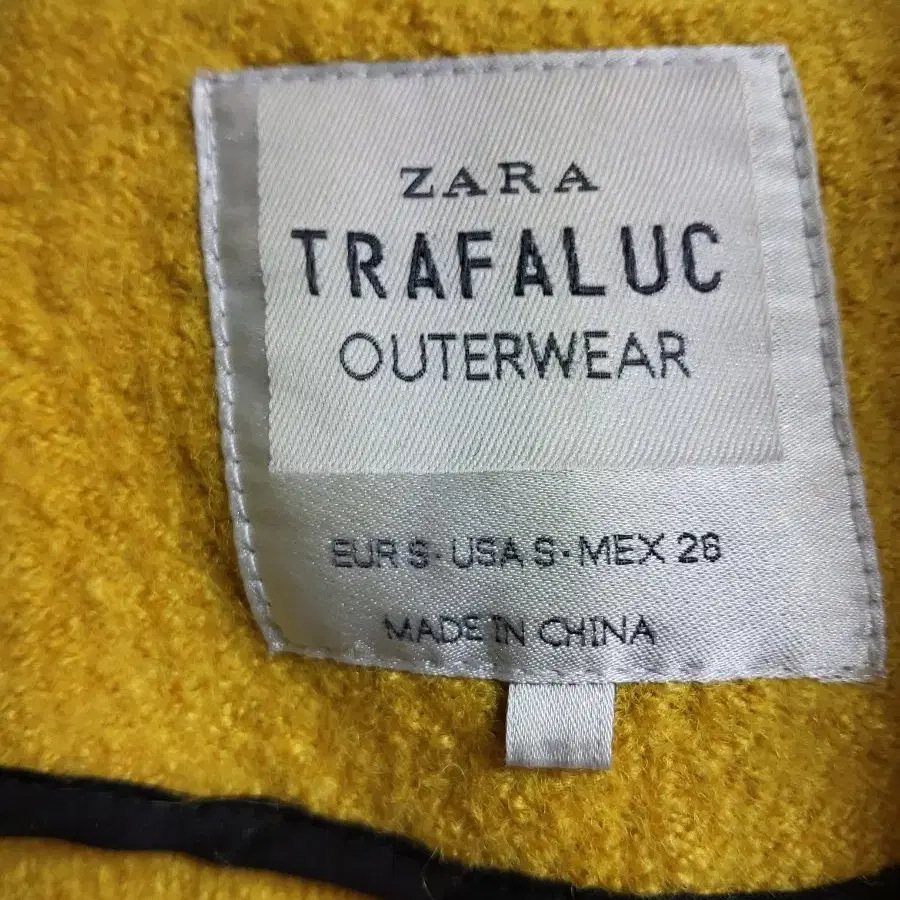 ZARA
TRAFALUC
OUTERWEAR
EUR S · USA S · MEX 26
MADE IN CHINA